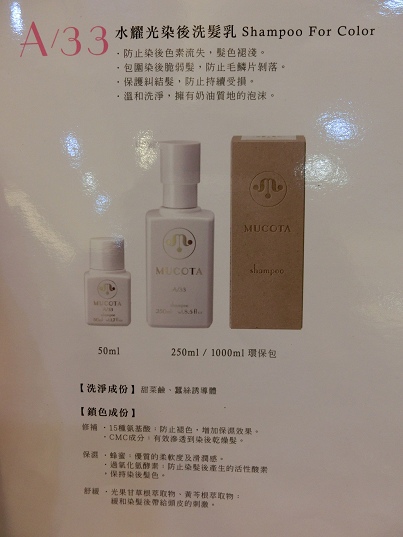 A/33 水耀光染後洗髮乳 Shampoo For Color
·防止染後色素流失,髮色褪淺。
·包圍染後脆弱髮,防止毛鱗片剝落。
·保護糾結髮,防止持續受損。
·溫和洗淨,擁有奶油質地的泡沫。
MUCOTA
MUCOTA
MUCOTA
shampoo
50ml
250ml / 1000ml 環保包
【洗淨成份】甜菜鹼、蠶絲誘導體
【鎖色成份】
修補 ·15種氨基酸,防止褪色,增加保濕效果。
·CMC成分,有效滲透到染後乾燥髮。
保濕 ·蜂蜜,優質的柔軟度及滑潤感。
·過氧化氫酵素,防止染髮後產生的活性酸素
·保持染後髮色。
舒緩 ·光果甘草根萃取物、黃芩根萃取物:
緩和染髮後帶給頭皮的刺激。